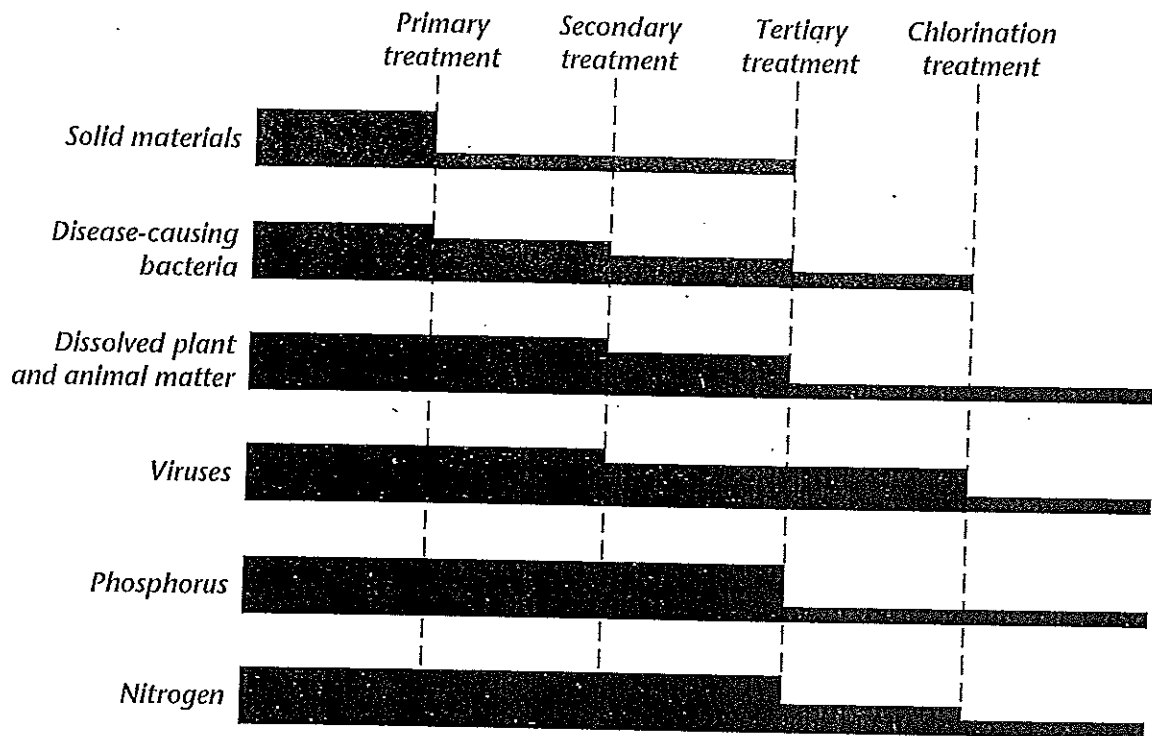 Primary
treatment
Secondary
treatment
Tertiary
treatment
Chlorination
treatment
Solid materials
Disease-causing
bacteria
Dissolved plant
and animal matter
Viruses
Phosphorus
Nitrogen